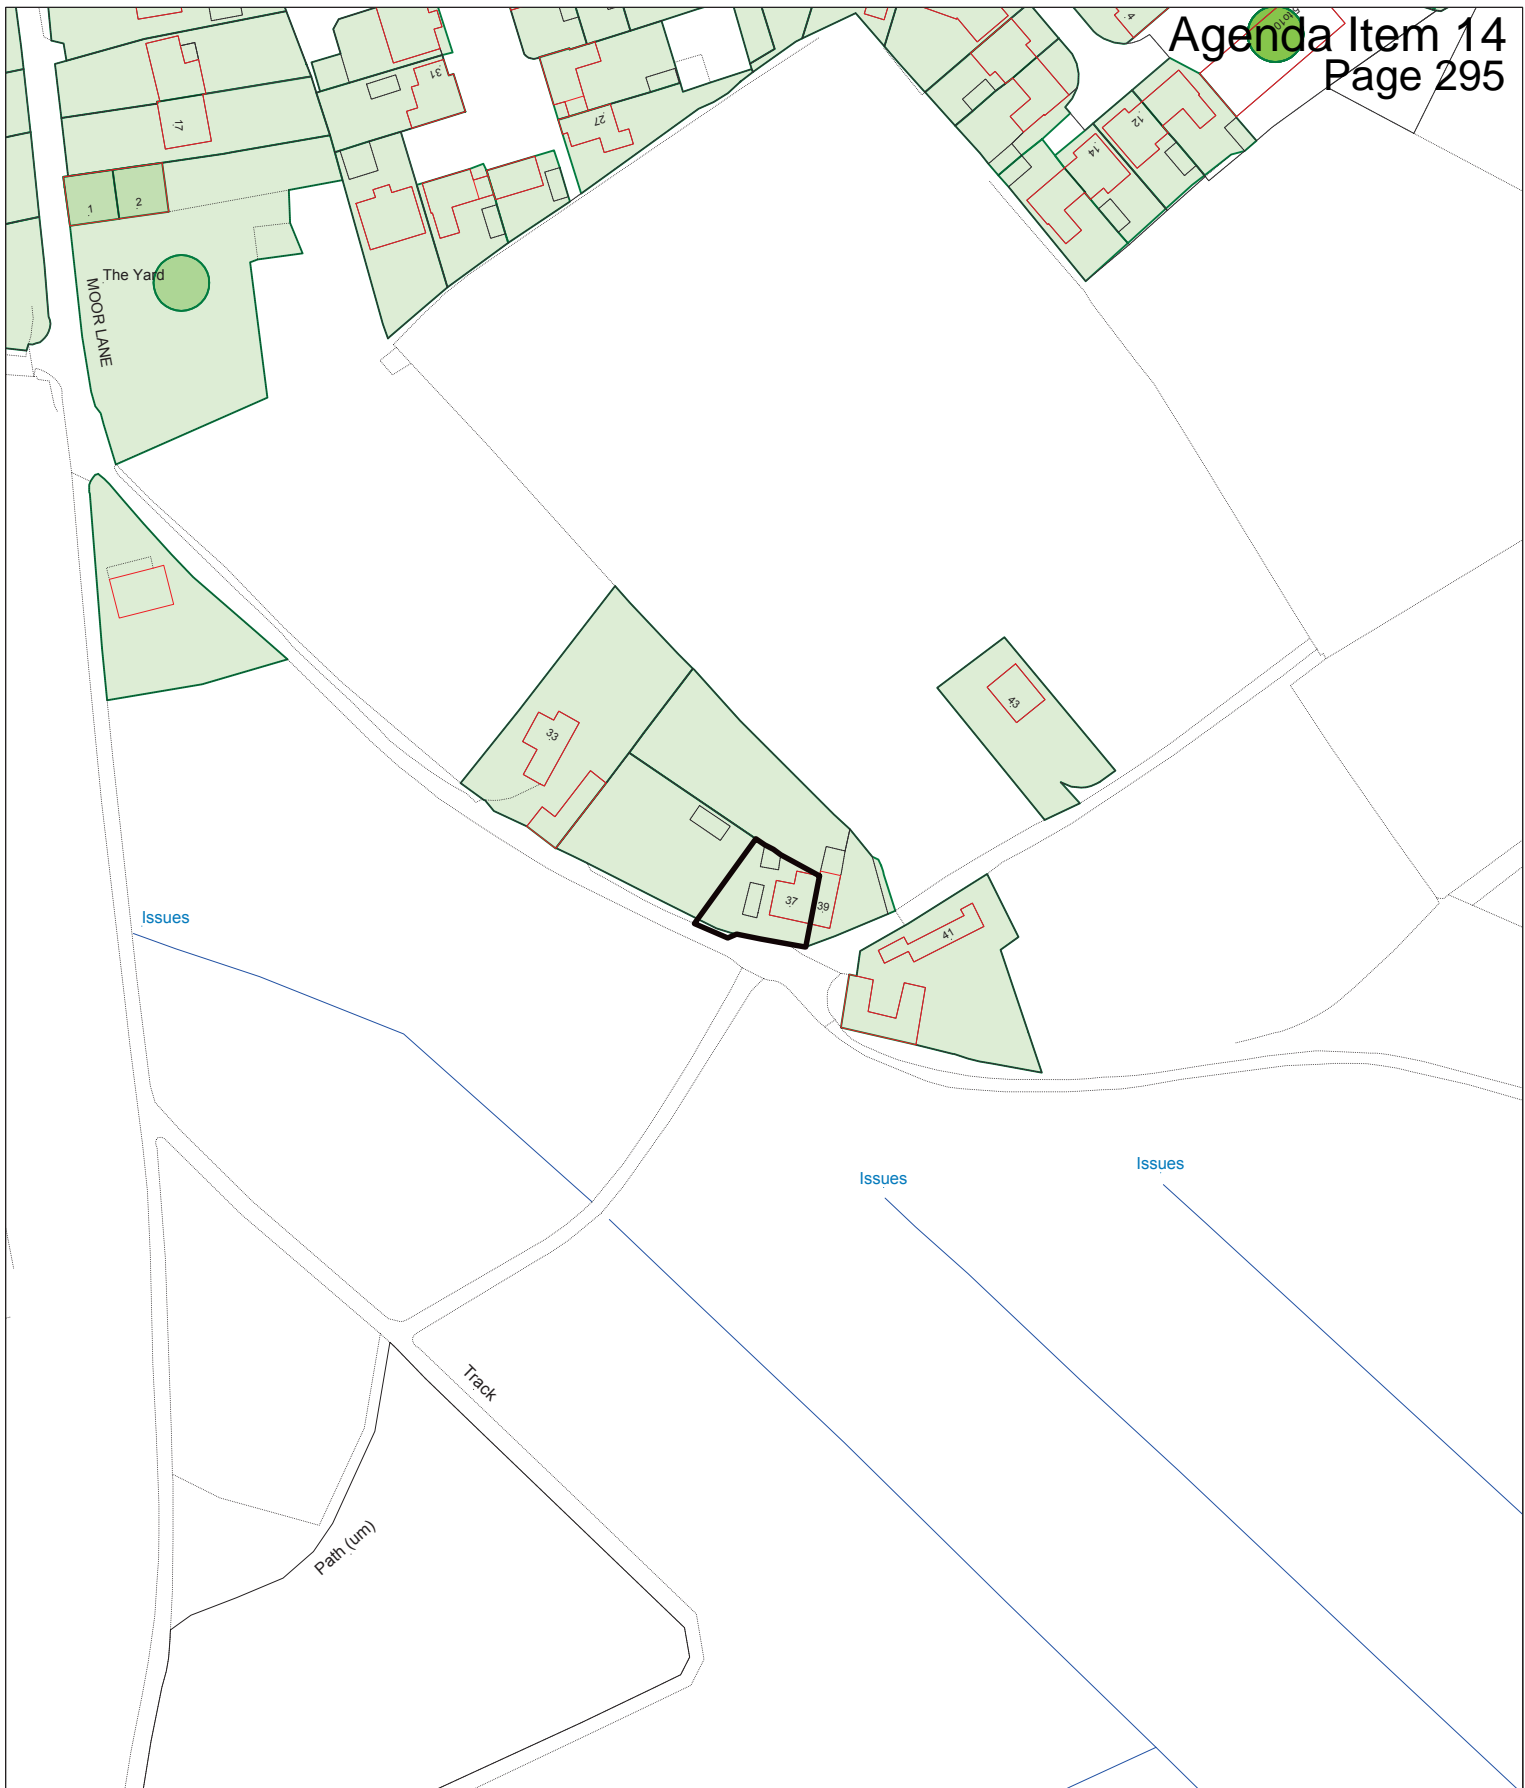 Agenda Item 14
Page 295
4
31
17
27
12
14
1
2
The Yard
MOOR LANE
43
33
37
39
41
Issues
Issues
Issues
Track
Path (um)